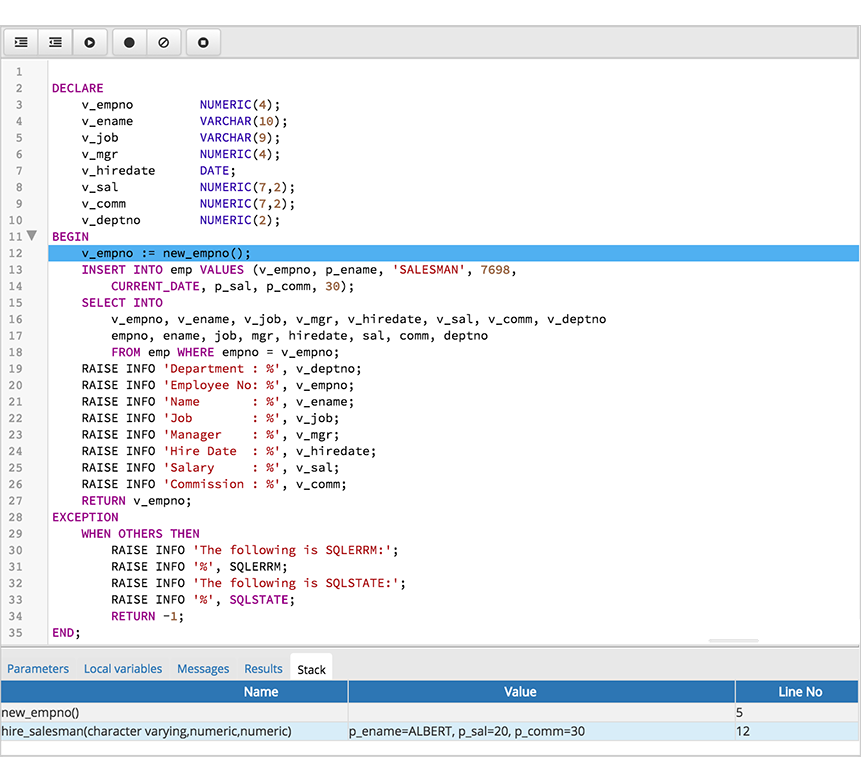 1
2 DECLARE
3 v_empno NUMERIC(4);
4 v_ename VARCHAR(10);
5 v_job VARCHAR(9);
6 v_mgr NUMERIC(4);
7 v_hiredate DATE;
8 v_sal NUMERIC(7,2);
9 v_comm NUMERIC(7,2);
10 v_deptno NUMERIC(2);
11 BEGIN
12 v_empno := new_empno();
13 INSERT INTO emp VALUES (v_empno, p_ename, 'SALESMAN', 7698,
14 CURRENT_DATE, p_sal, p_comm, 30);
15 SELECT INTO
16 v_empno, v_ename, v_job, v_mgr, v_hiredate, v_sal, v_comm, v_deptno
17 empno, ename, job, mgr, hiredate, sal, comm, deptno
18 FROM emp WHERE empno = v_empno;
19 RAISE INFO 'Department : %', v_deptno;
20 RAISE INFO 'Employee No: %', v_empno;
21 RAISE INFO 'Name       : %', v_ename;
22 RAISE INFO 'Job        : %', v_job;
23 RAISE INFO 'Manager    : %', v_mgr;
24 RAISE INFO 'Hire Date  : %', v_hiredate;
25 RAISE INFO 'Salary     : %', v_sal;
26 RAISE INFO 'Commission : %', v_comm;
27 RETURN v_empno;
28 EXCEPTION
29 WHEN OTHERS THEN
30 RAISE INFO 'The following is SQLERRM:';
31 RAISE INFO '%', SQLERRM;
32 RAISE INFO 'The following is SQLSTATE:';
33 RAISE INFO '%', SQLSTATE;
34 RETURN -1;
35 END;
Parameters Local variables Messages Results Stack
Name Value Line No
new_empno() 5
hire_salesman(character varying,numeric,numeric) p_ename=ALBERT, p_sal=20, p_comm=30 12